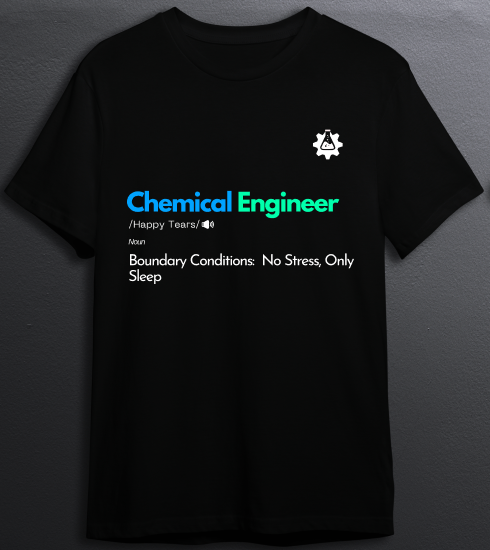 Chemical Engineer
/Happy Tears/
Noun
Boundary Conditions:  No Stress, Only
Sleep